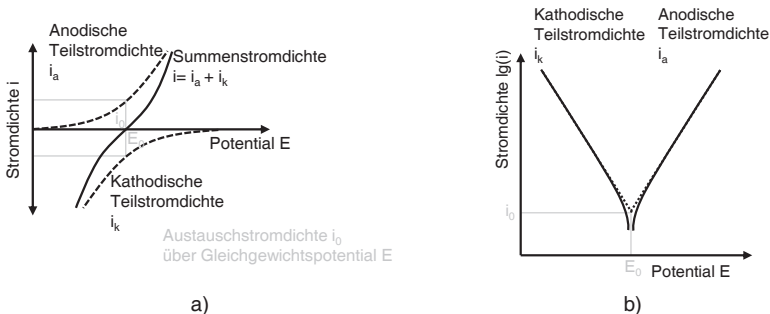 Anodische
Teilstromdichte
i_a
Summenstromdichte
i= i_a + i_k
Stromdichte i
i_0
E_0
Potential E
Kathodische
Teilstromdichte
i_k
Austauschstromdichte i_0
über Gleichgewichtspotential E
a)
Kathodische
Teilstromdichte
i_k
Anodische
Teilstromdichte
i_a
Stromdichte lg(i)
i_0
E_0
Potential E
b)